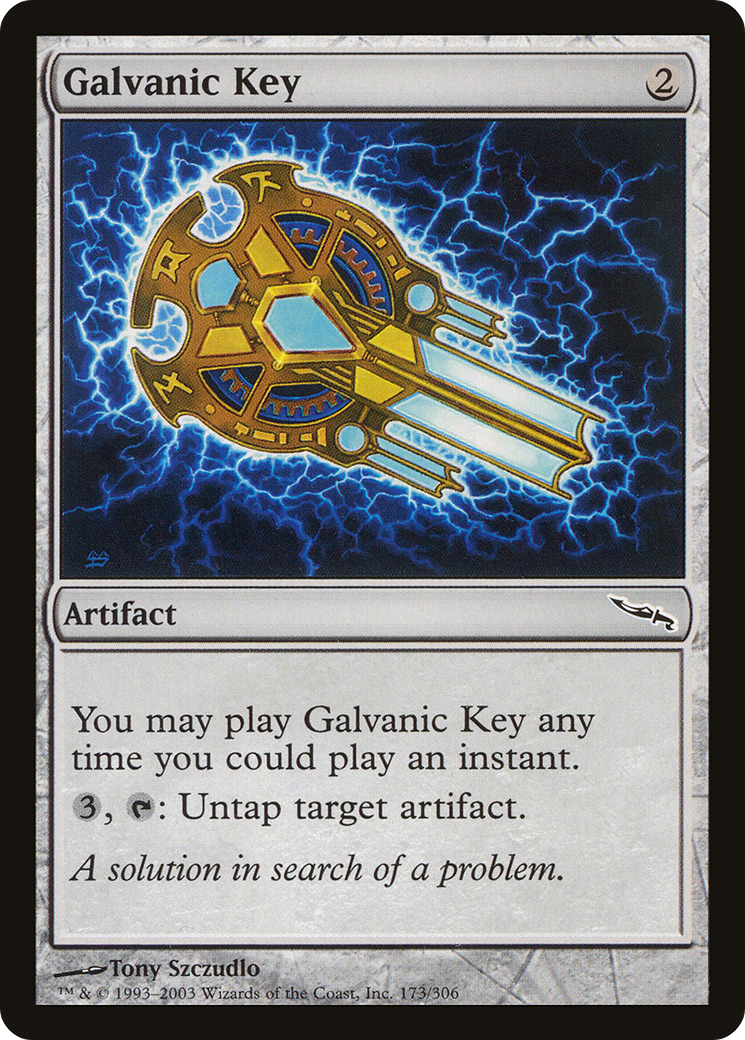 Galvanic Key 2
Artifact
You may play Galvanic Key any
time you could play an instant.
3, : Untap target artifact.
A solution in search of a problem.
Tony Szczudlo
™ & © 1993–2003 Wizards of the Coast, Inc. 173/306